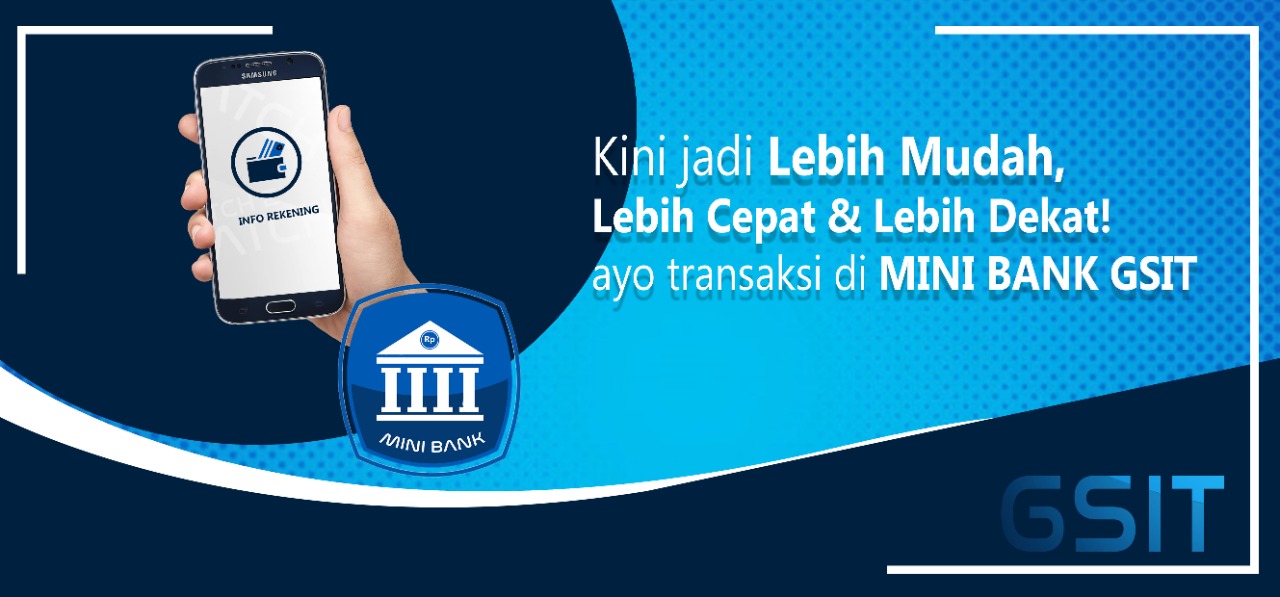 SAMSUNG
INFO REKENING
Kini jadi Lebih Mudah,
Lebih Cepat & Lebih Dekat!
ayo transaksi di MINI BANK GSIT
Rp
MINI BANK
GSIT